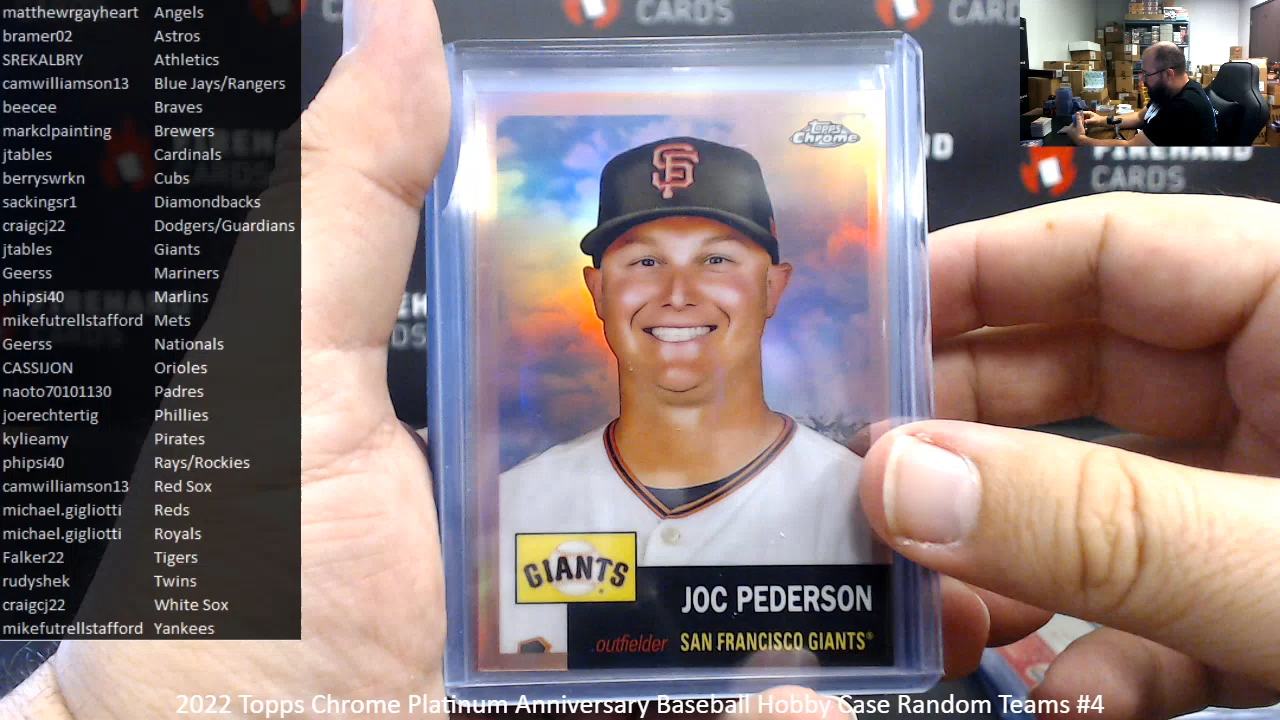 matthewrgayheart Angels
bramer02 Astros
SREKALBRY Athletics
camwilliamson13 Blue Jays/Rangers
beecee Braves
markclpainting Brewers
jtables Cardinals
berryswrkn Cubs
sackingsr1 Diamondbacks
craigcj22 Dodgers/Guardians
jtables Giants
Geerss Mariners
phipsi40 Marlins
mikefutrellstafford Mets
Geerss Nationals
CASSIJON Orioles
naoto70101130 Padres
joerechtertig Phillies
kylieamy Pirates
phipsi40 Rays/Rockies
camwilliamson13 Red Sox
michael.gigliotti Reds
michael.gigliotti Royals
Falker22 Tigers
rudyshek Twins
craigcj22 White Sox
mikefutrellstafford Yankees
CARDS
CARDS
FIREHAND
CARDS
Topps
Chrome
SF
GIANTS
JOC PEDERSON
outfielder SAN FRANCISCO GIANTS®
2022 Topps Chrome Platinum Anniversary Baseball Hobby Case Random Teams #4